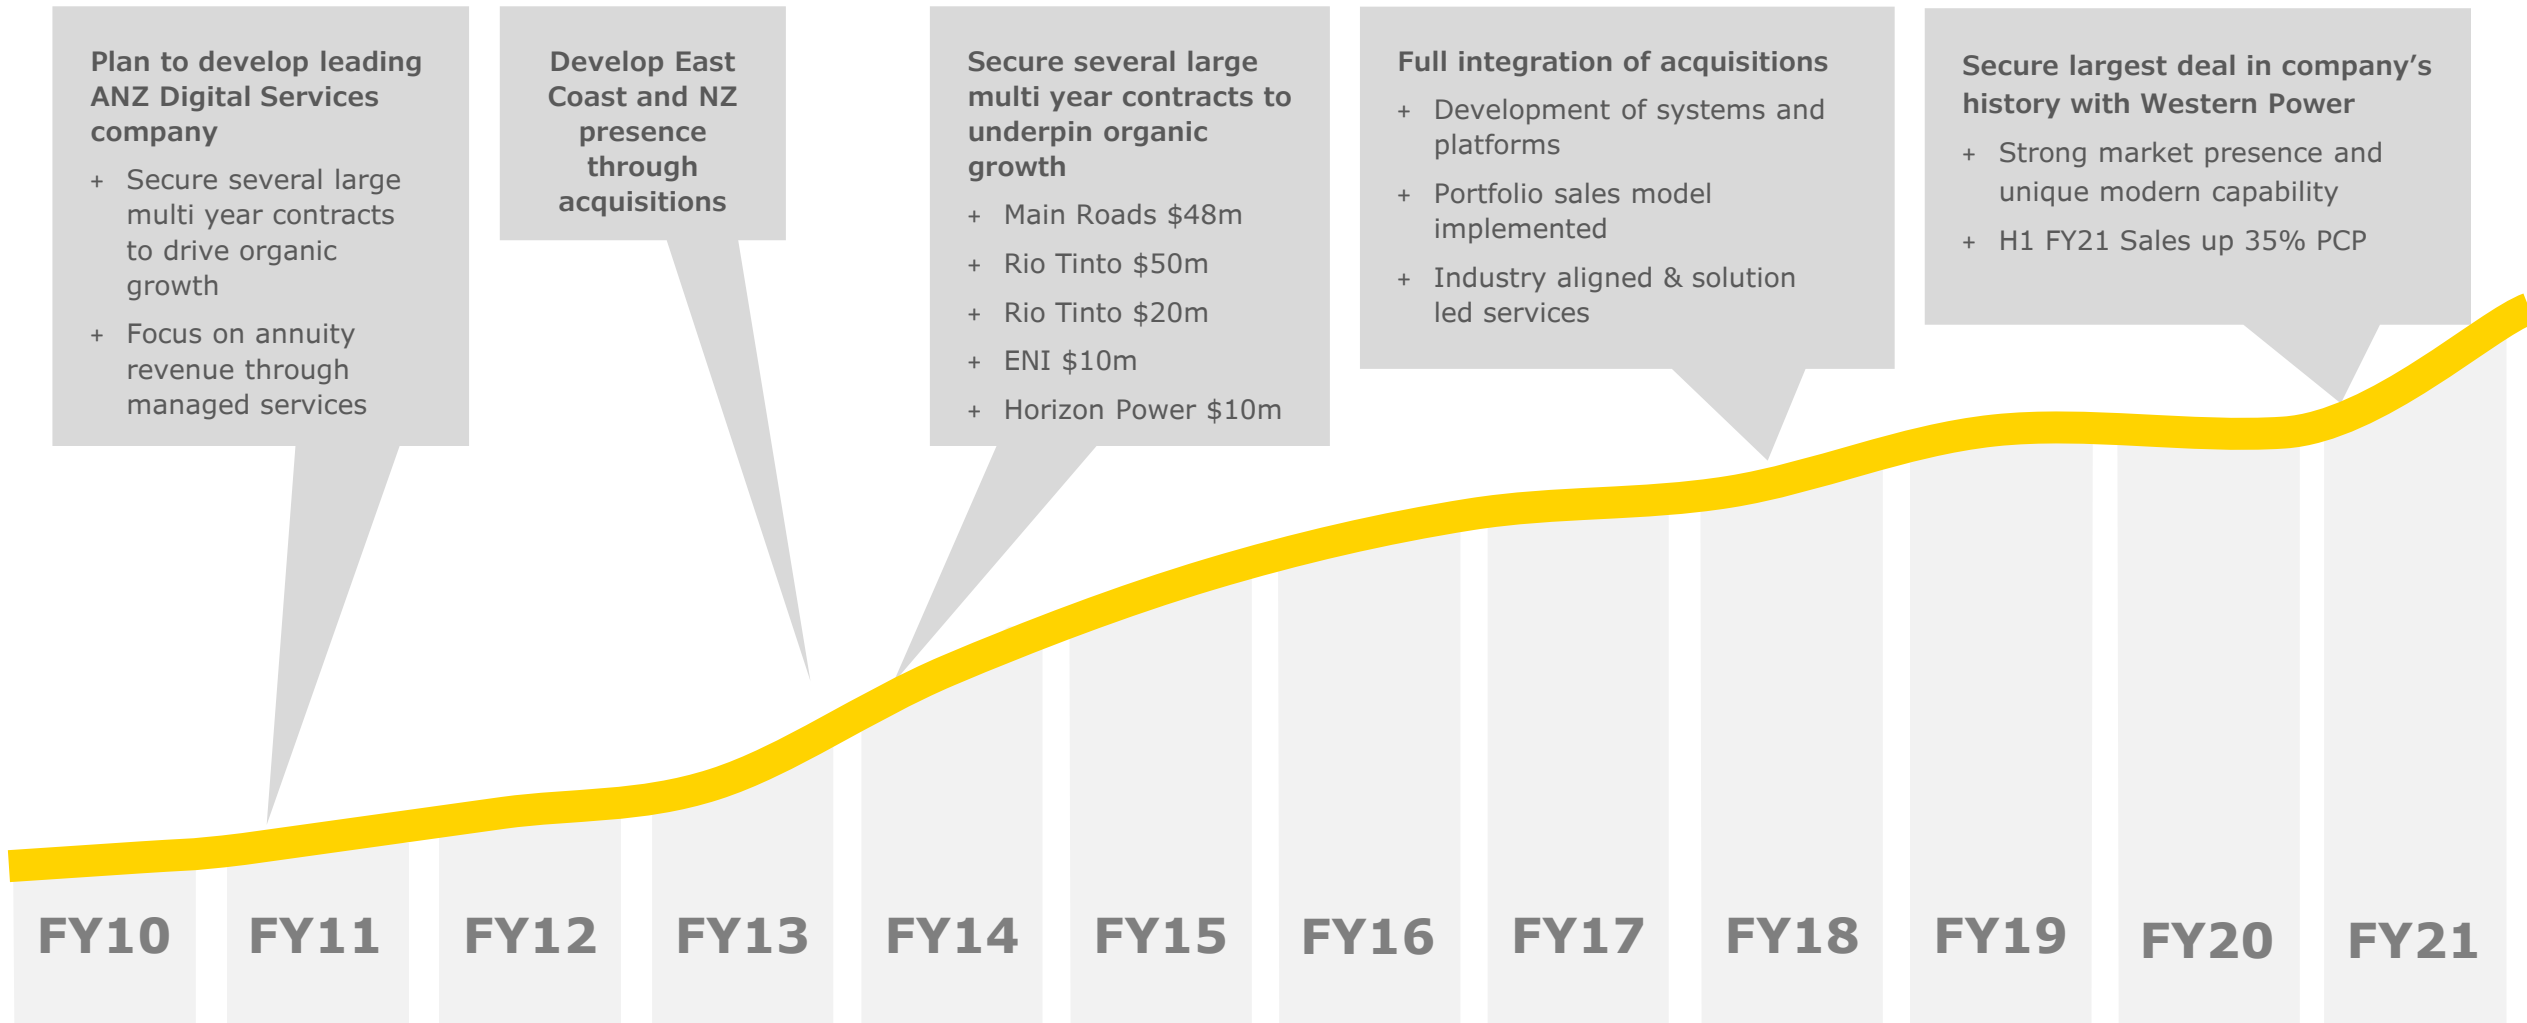 Plan to develop leading
ANZ Digital Services
company
+ Secure several large
multi year contracts
to drive organic
growth
+ Focus on annuity
revenue through
managed services
Develop East
Coast and NZ
presence
through
acquisitions
Secure several large
multi year contracts to
underpin organic
growth
+ Main Roads $48m
+ Rio Tinto $50m
+ Rio Tinto $20m
+ ENI $10m
+ Horizon Power $10m
Full integration of acquisitions
+ Development of systems and
platforms
+ Portfolio sales model
implemented
+ Industry aligned & solution
led services
Secure largest deal in company’s
history with Western Power
+ Strong market presence and
unique modern capability
+ H1 FY21 Sales up 35% PCP
FY10
FY11
FY12
FY13
FY14
FY15
FY16
FY17
FY18
FY19
FY20
FY21